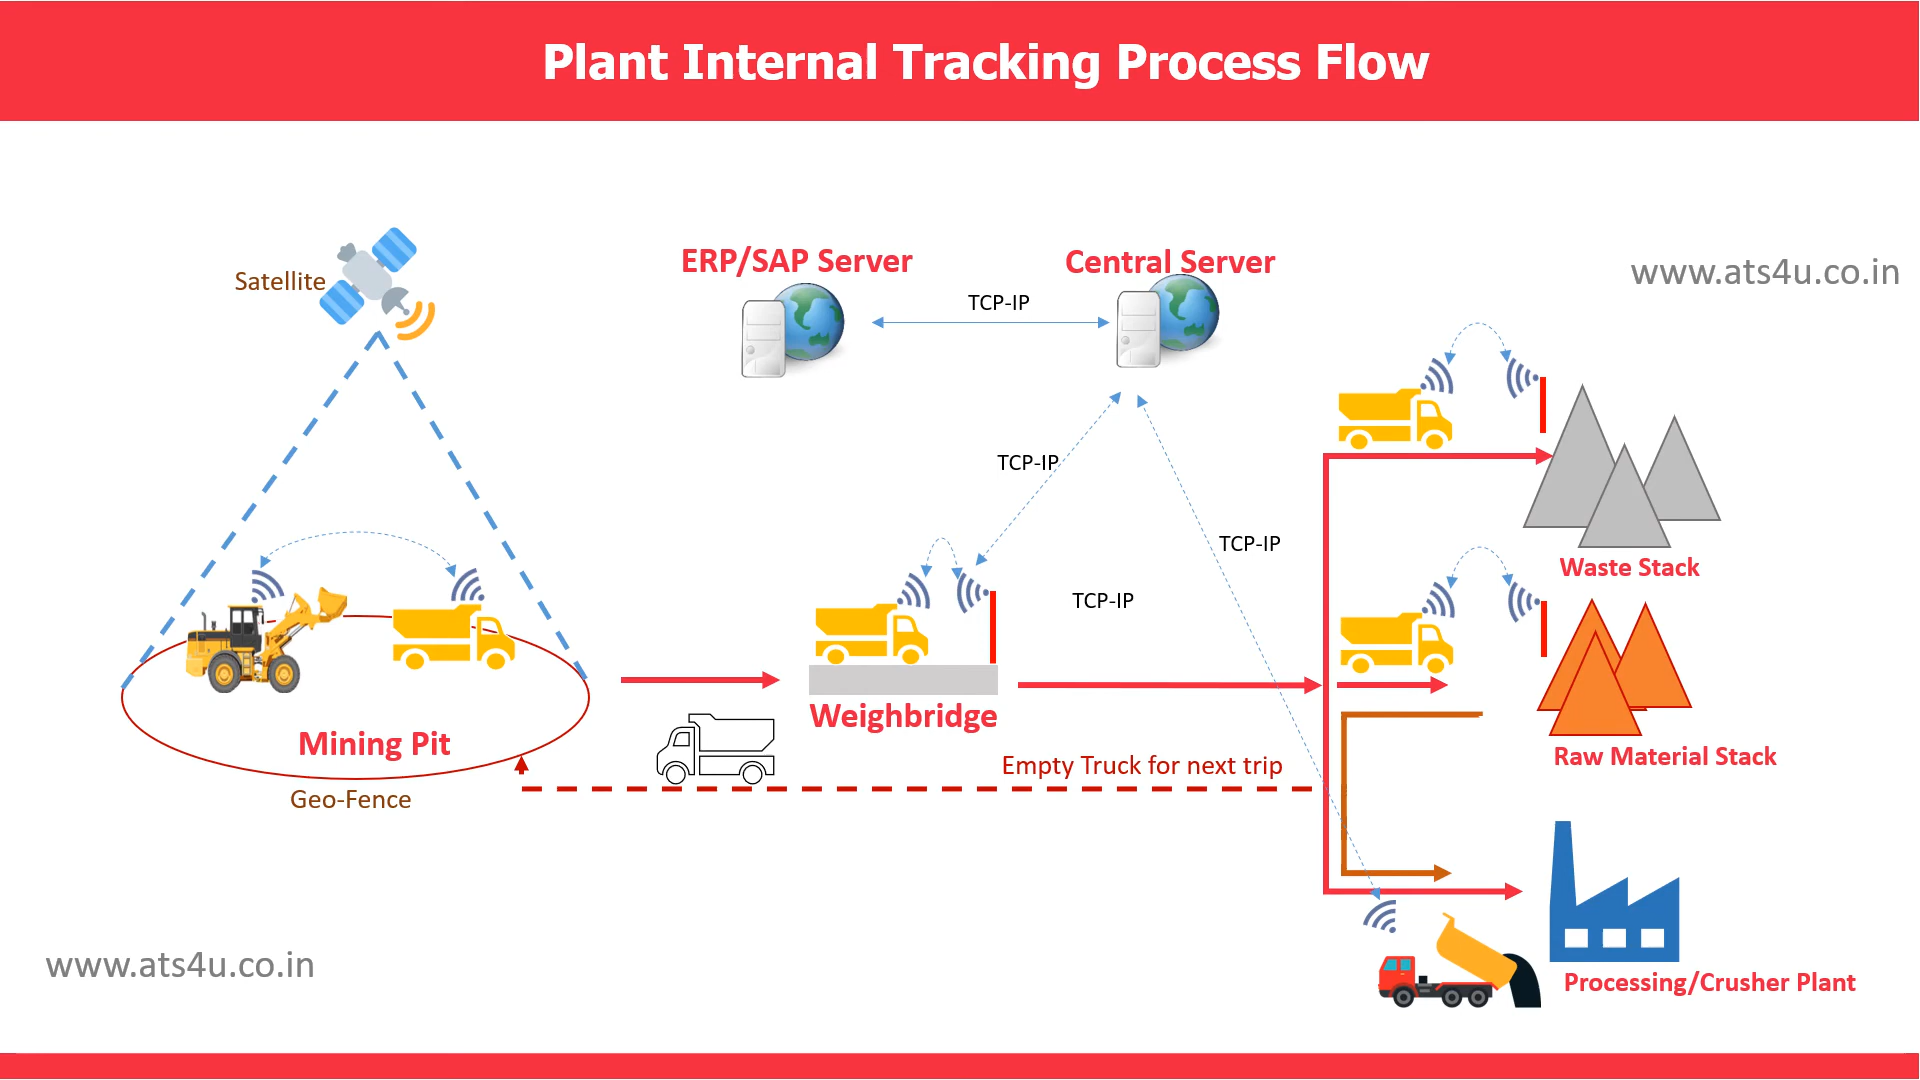 Plant Internal Tracking Process Flow
Satellite
ERP/SAP Server
Central Server
www.ats4u.co.in
TCP-IP
TCP-IP
TCP-IP
TCP-IP
Waste Stack
Mining Pit
Geo-Fence
Weighbridge
Empty Truck for next trip
Raw Material Stack
www.ats4u.co.in
Processing/Crusher Plant